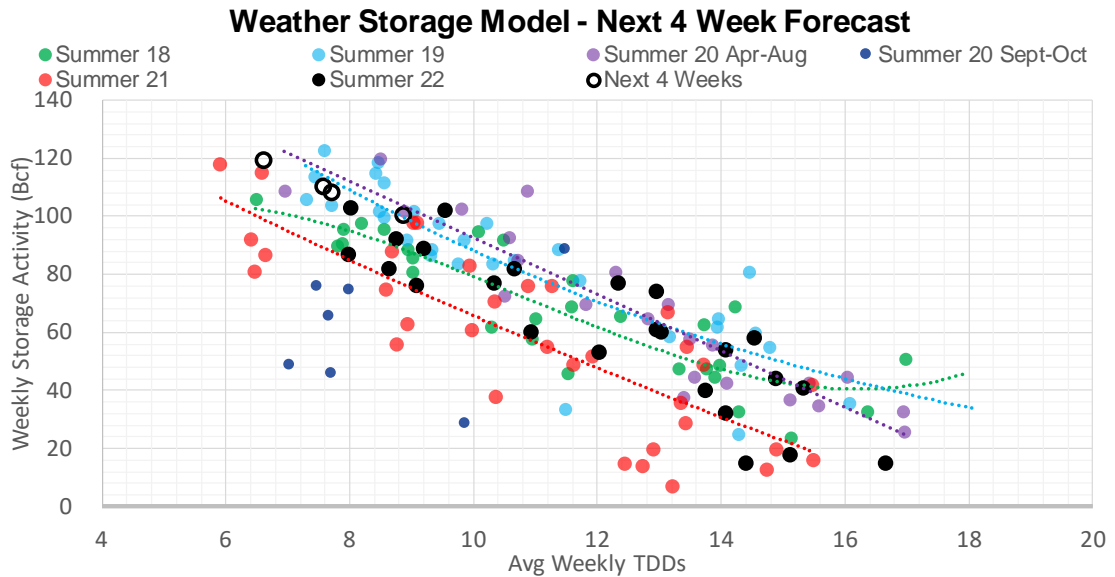 Weather Storage Model - Next 4 Week Forecast
Summer 18 Summer 19 Summer 20 Apr-Aug Summer 20 Sept-Oct
Summer 21 Summer 22 Next 4 Weeks
140
120
100
80
60
40
20
0
Weekly Storage Activity (Bcf)
4 6 8 10 12 14 16 18 20
Avg Weekly TDDs